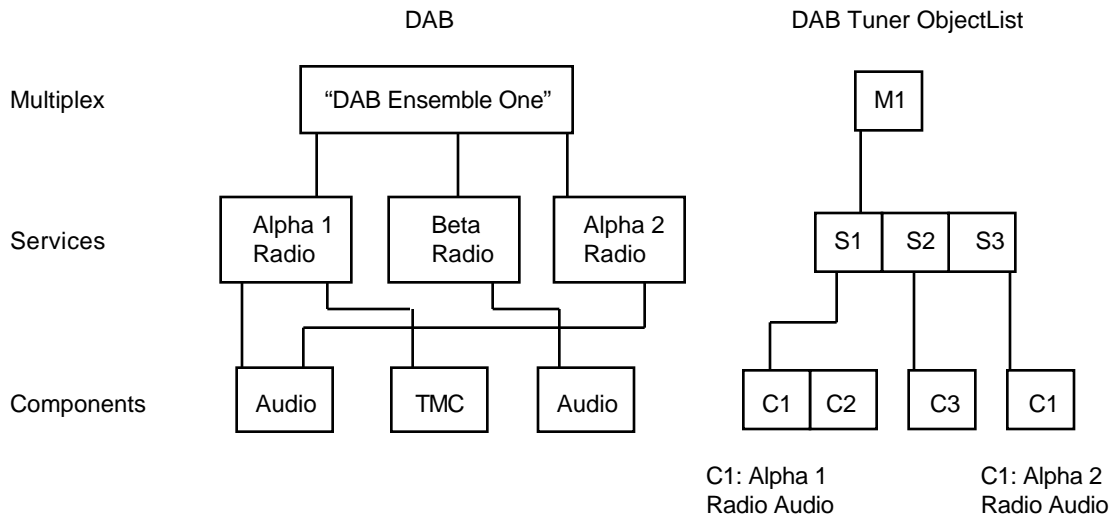 DAB
DAB Tuner ObjectList
Multiplex
“DAB Ensemble One”
M1
Services
Alpha 1
Radio
Beta
Radio
Alpha 2
Radio
S1
S2
S3
Components
Audio
TMC
Audio
C1
C2
C3
C1
C1: Alpha 1
Radio Audio
C1: Alpha 2
Radio Audio